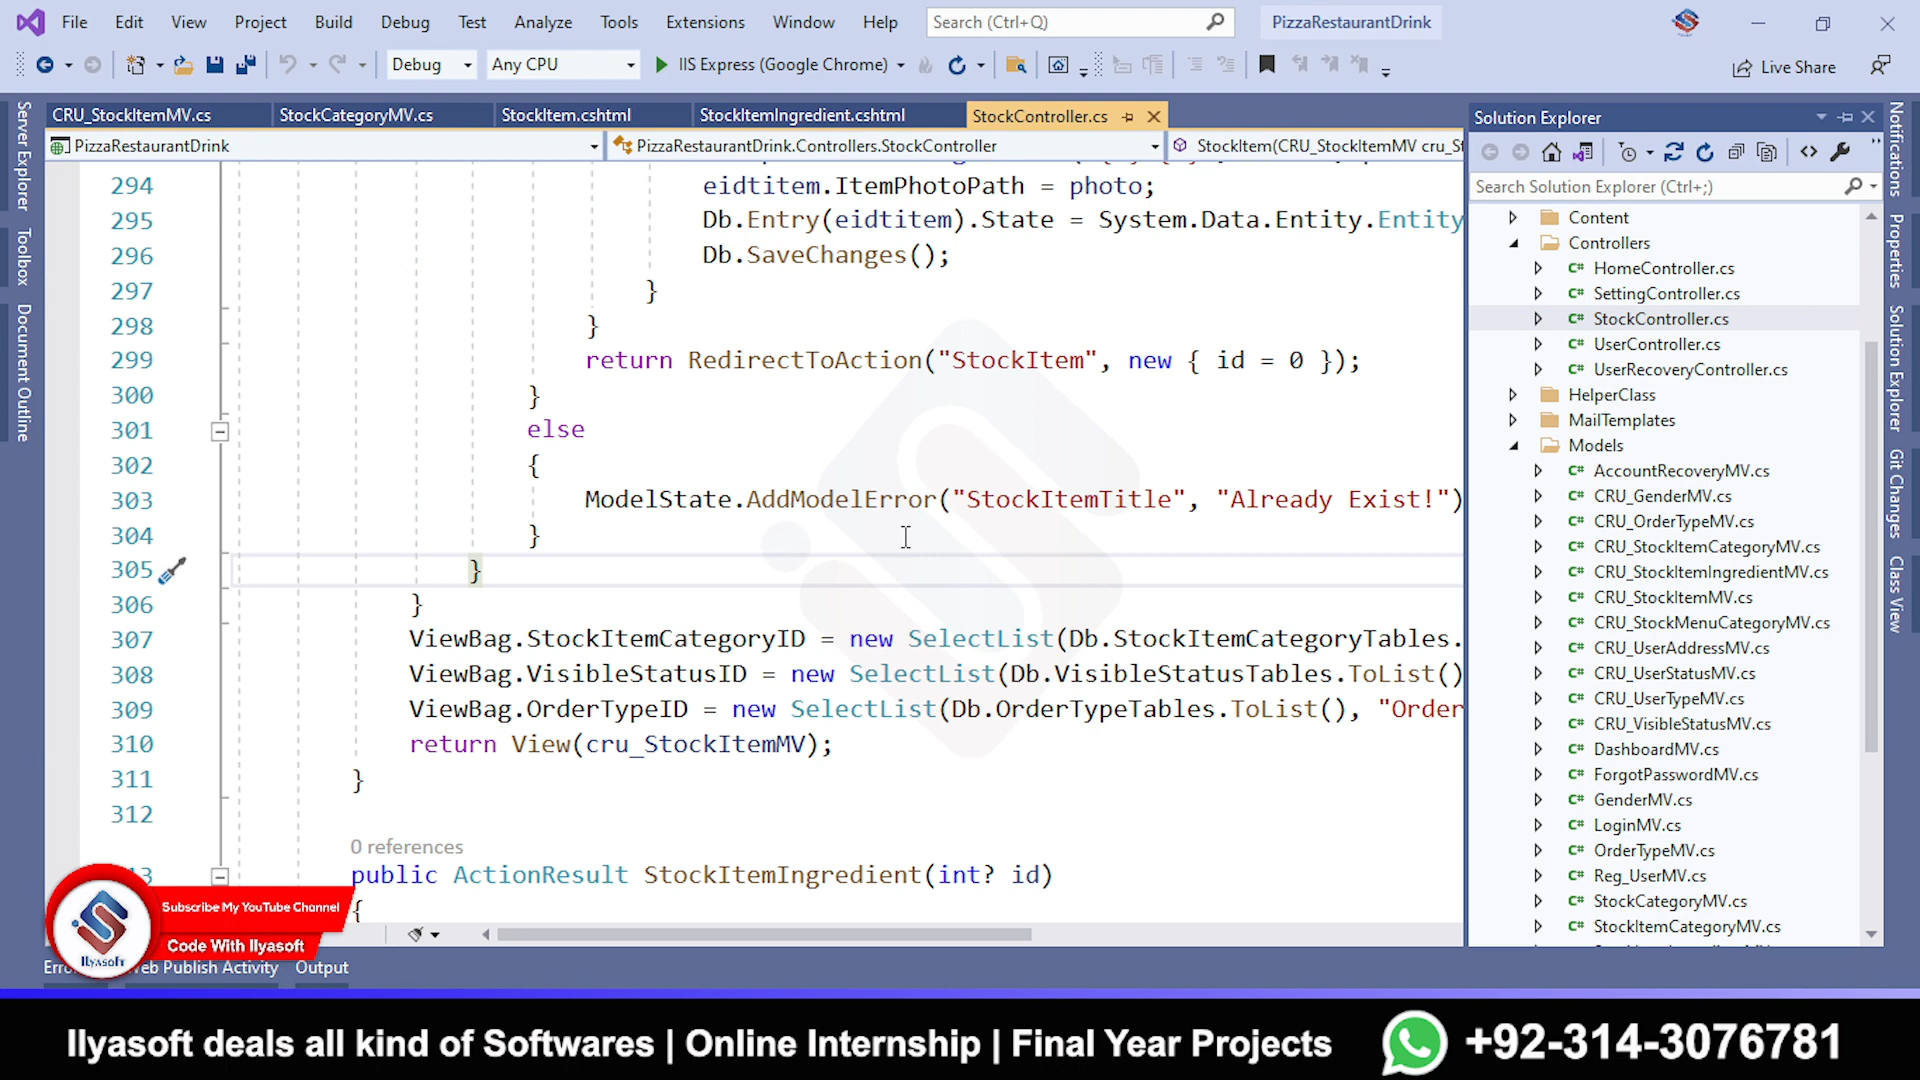 File Edit View Project Build Debug Test Analyze Tools Extensions Window Help Search (Ctrl+Q) PizzaRestaurantDrink
Debug Any CPU IIS Express (Google Chrome) Live Share
CRU_StockItemMV.cs StockCategoryMV.cs StockItem.cshtml StockItemIngredient.cshtml StockController.cs
PizzaRestaurantDrink PizzaRestaurantDrink.Controllers.StockController StockItem(CRU_StockItemMV cru_St
294 eidtitem.ItemPhotoPath = photo;
295 Db.Entry(eidtitem).State = System.Data.Entity.Entity
296 Db.SaveChanges();
297 }
298 }
299 return RedirectToAction("StockItem", new { id = 0 });
300 }
301 else
302 {
303 ModelState.AddModelError("StockItemTitle", "Already Exist!")
304 }
305 }
306 }
307 ViewBag.StockItemCategoryID = new SelectList(Db.StockItemCategoryTables.
308 ViewBag.VisibleStatusID = new SelectList(Db.VisibleStatusTables.ToList()
309 ViewBag.OrderTypeID = new SelectList(Db.OrderTypeTables.ToList(), "Order
310 return View(cru_StockItemMV);
311 }
312
0 references
13 public ActionResult StockItemIngredient(int? id)
{
Server Explorer
Toolbox
Document Outline
Solution Explorer
Search Solution Explorer (Ctrl+;)
Content
Controllers
C# HomeController.cs
C# SettingController.cs
C# StockController.cs
C# UserController.cs
C# UserRecoveryController.cs
HelperClass
MailTemplates
Models
C# AccountRecoveryMV.cs
C# CRU_GenderMV.cs
C# CRU_OrderTypeMV.cs
C# CRU_StockItemCategoryMV.cs
C# CRU_StockItemIngredientMV.cs
C# CRU_StockItemMV.cs
C# CRU_StockMenuCategoryMV.cs
C# CRU_UserAddressMV.cs
C# CRU_UserStatusMV.cs
C# CRU_UserTypeMV.cs
C# CRU_VisibleStatusMV.cs
C# DashboardMV.cs
C# ForgotPasswordMV.cs
C# GenderMV.cs
C# LoginMV.cs
C# OrderTypeMV.cs
C# Reg_UserMV.cs
C# StockCategoryMV.cs
C# StockItemCategoryMV.cs
Notifications
Properties
Solution Explorer
Git Changes
Class View
Subscribe My YouTube Channel
Code With Ilyasoft
Ilyasoft
Web Publish Activity Output
Ilyasoft deals all kind of Softwares | Online Internship | Final Year Projects +92-314-3076781